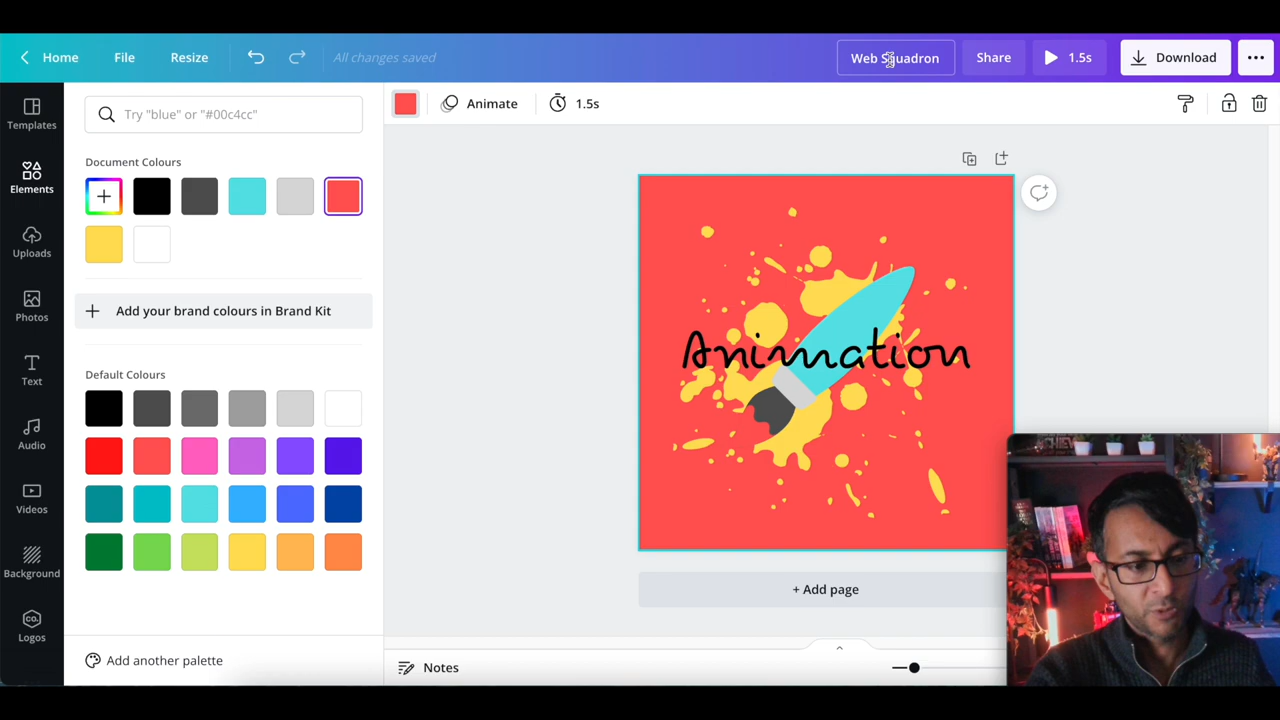 Home File Resize All changes saved Web Squadron Share 1.5s Download
Templates
Elements
Uploads
Photos
Text
Audio
Videos
Background
CO.
Logos
Try "blue" or "#00c4cc"
Document Colours
Add your brand colours in Brand Kit
Default Colours
Add another palette
Animate 1.5s
Animation
+ Add page
Notes